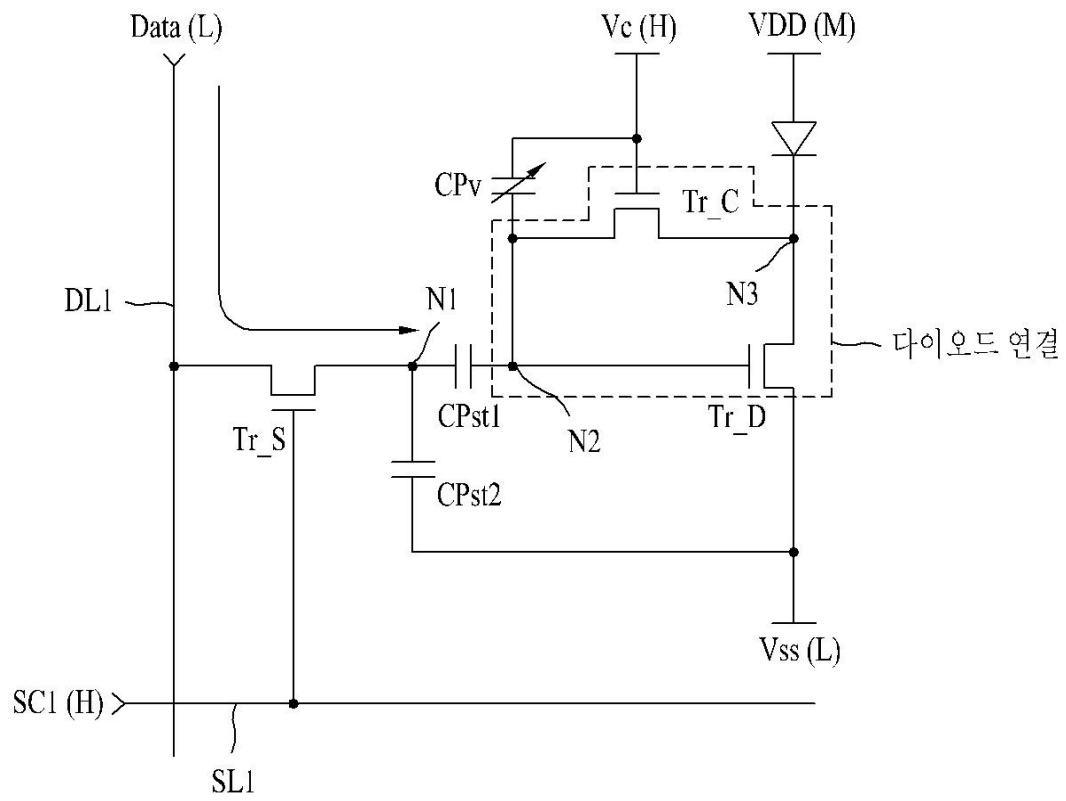 Data (L)
Vc (H)
VDD (M)
CPv
Tr_C
DL1
N1
N3
다이오드 연결
CPst1
Tr_D
Tr_S
N2
CPst2
Vss (L)
SC1 (H)
SL1